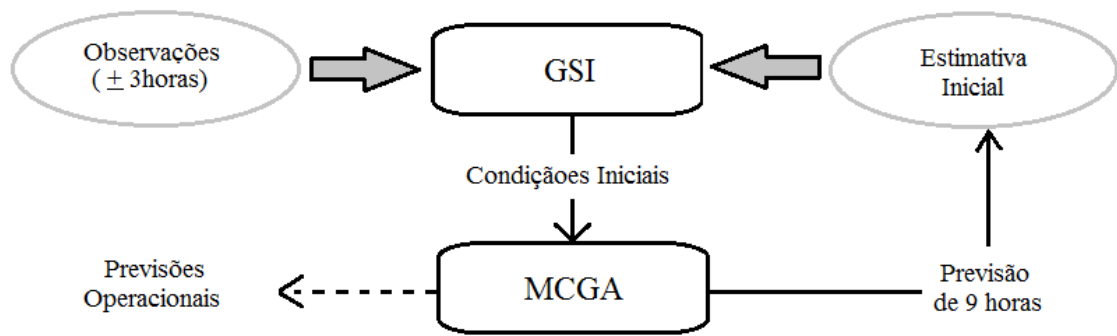 Observações
( ± 3horas)
GSI
Estimativa
Inicial
Condiçãoes Iniciais
Previsões
Operacionais
MCGA
Previsão
de 9 horas